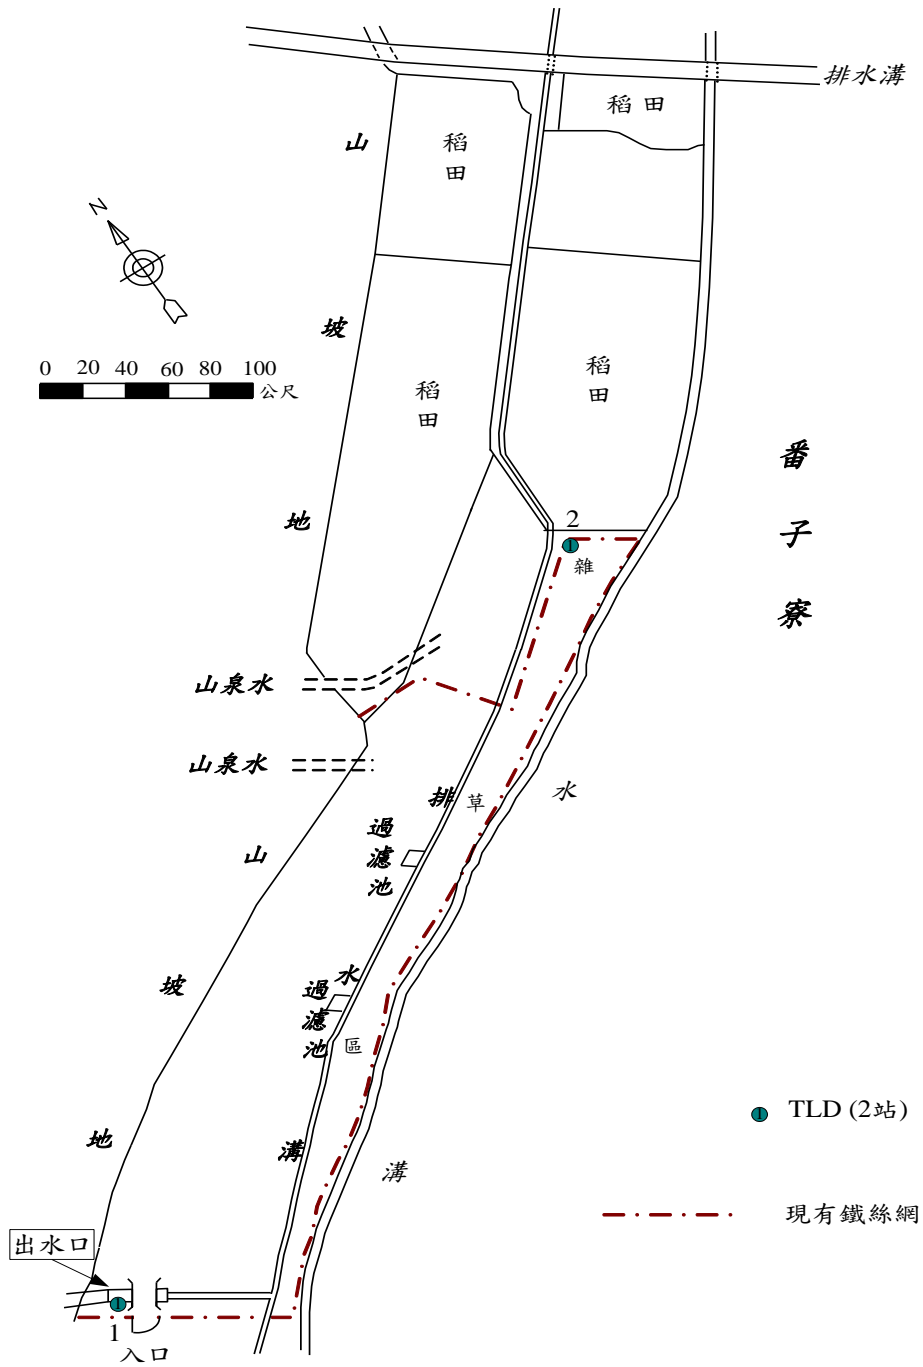 排水溝
稻田
山
稻田
N
坡
0 20 40 60 80 100
公尺
稻田
稻田
番子寮
地
2
1
雜
山泉水
山泉水
排
草
水
過濾池
山
水
過濾池
區
坡
TLD (2站)
1
地
溝
溝
現有鐵絲網
出水口
1
1
入口